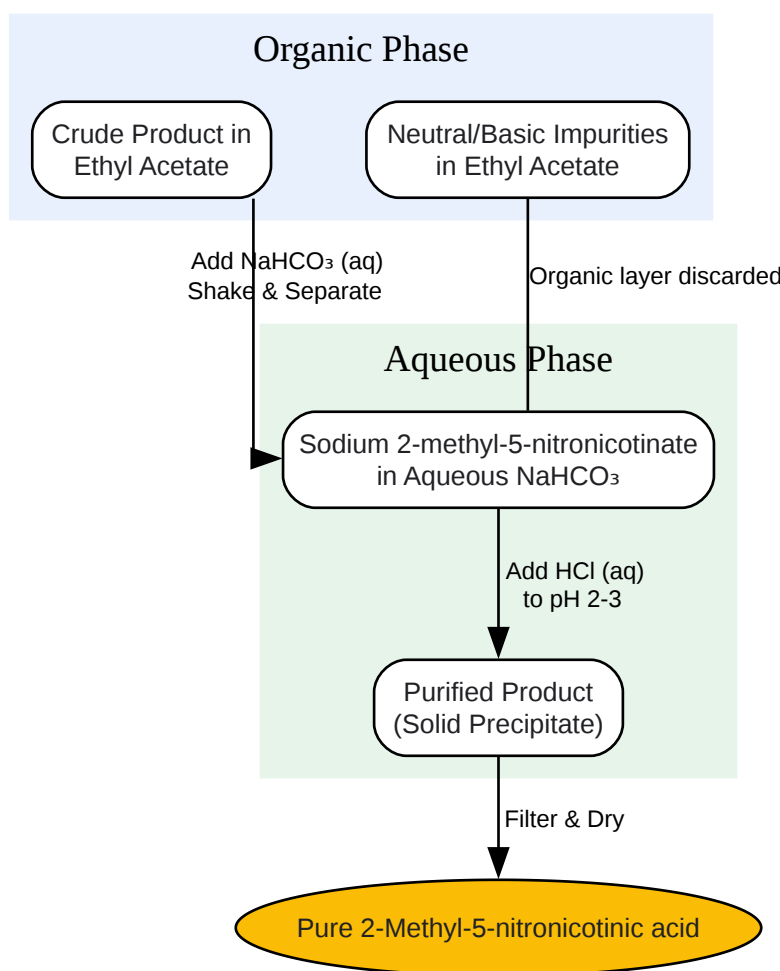 Organic Phase
Crude Product in
Ethyl Acetate
Neutral/Basic Impurities
in Ethyl Acetate
Add NaHCO₃ (aq)
Shake & Separate
Organic layer discarded
Aqueous Phase
Sodium 2-methyl-5-nitronicotinate
in Aqueous NaHCO₃
Add HCl (aq)
to pH 2-3
Purified Product
(Solid Precipitate)
Filter & Dry
Pure 2-Methyl-5-nitronicotinic acid